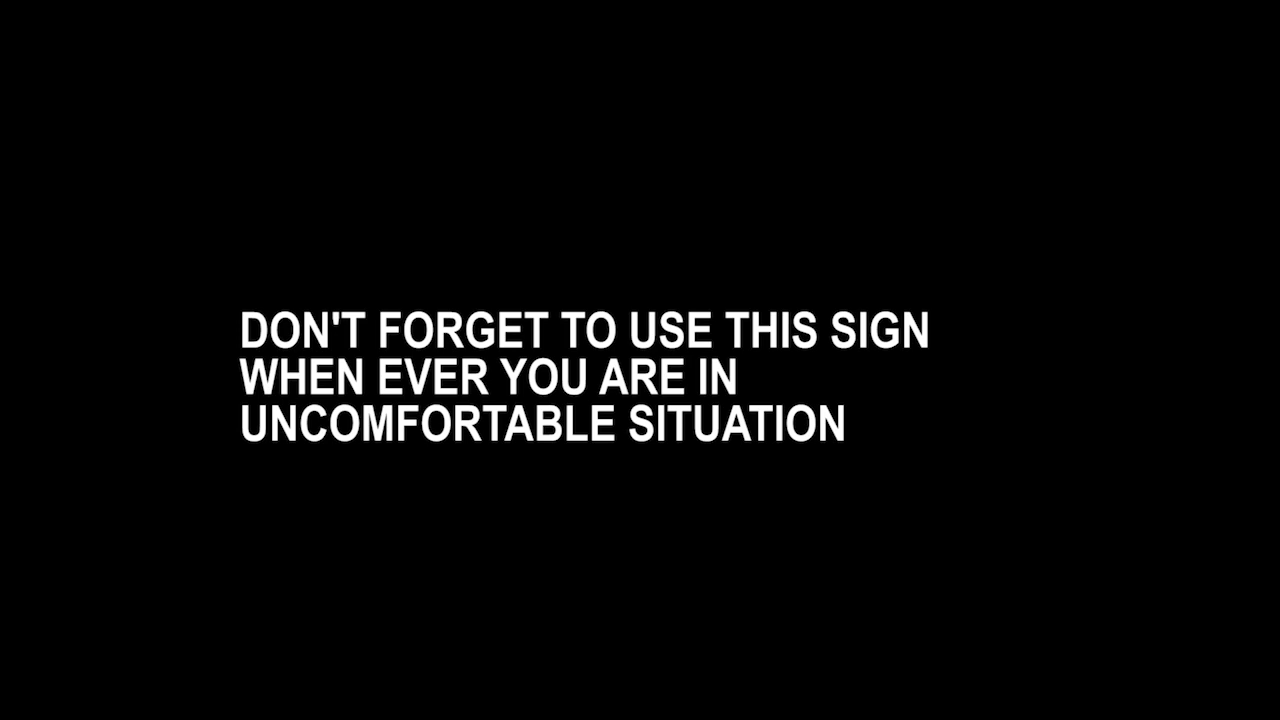 DON'T FORGET TO USE THIS SIGN
WHEN EVER YOU ARE IN
UNCOMFORTABLE SITUATION